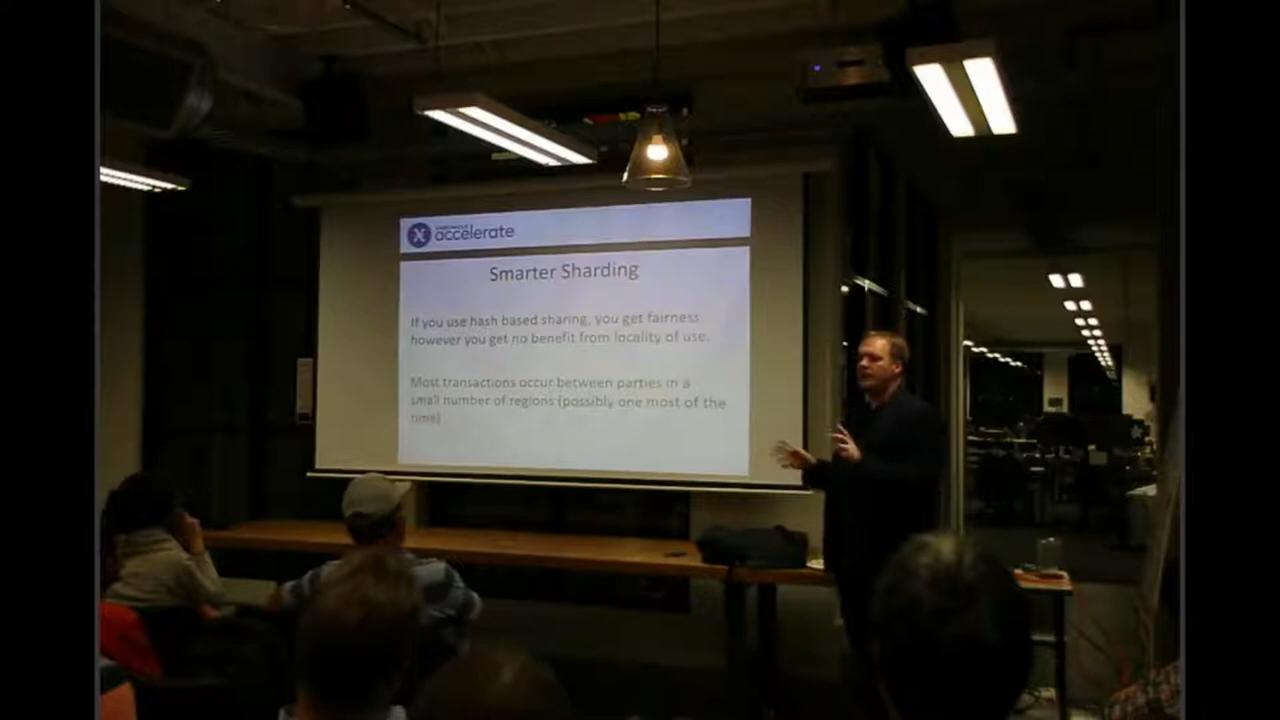 accelerate
Smarter Sharding
If you use hash based sharing, you get fairness
however you get no benefit from locality of use.
Most transactions occur between parties in a
small number of regions (possibly one most of the
time)